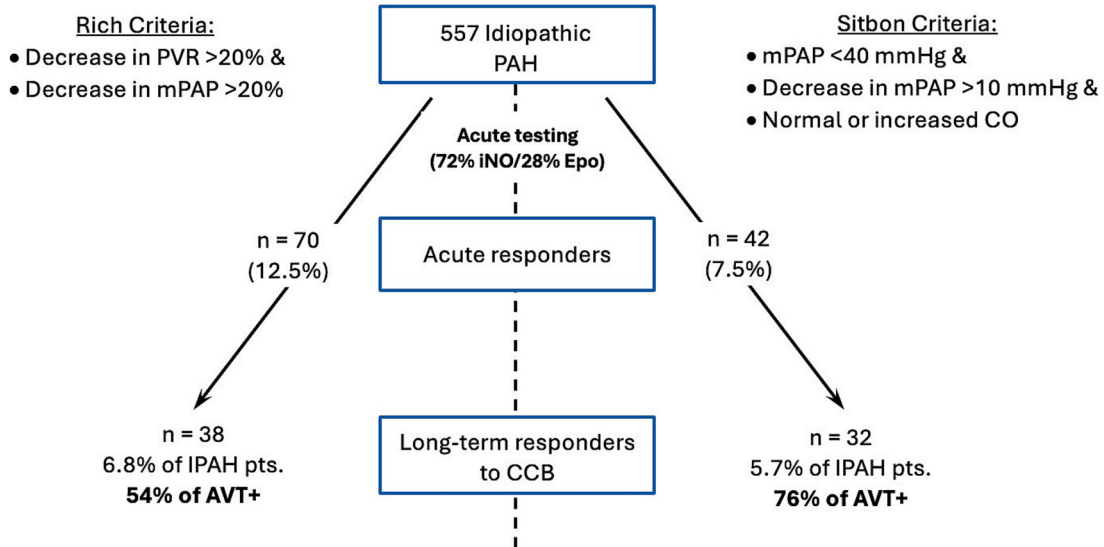 Rich Criteria:
• Decrease in PVR >20% &
• Decrease in mPAP >20%
557 Idiopathic
PAH
Sitbon Criteria:
• mPAP <40 mmHg &
• Decrease in mPAP >10 mmHg &
• Normal or increased CO
Acute testing
(72% iNO/28% Epo)
n = 70
(12.5%)
Acute responders
n = 42
(7.5%)
n = 38
6.8% of IPAH pts.
54% of AVT+
Long-term responders
to CCB
n = 32
5.7% of IPAH pts.
76% of AVT+